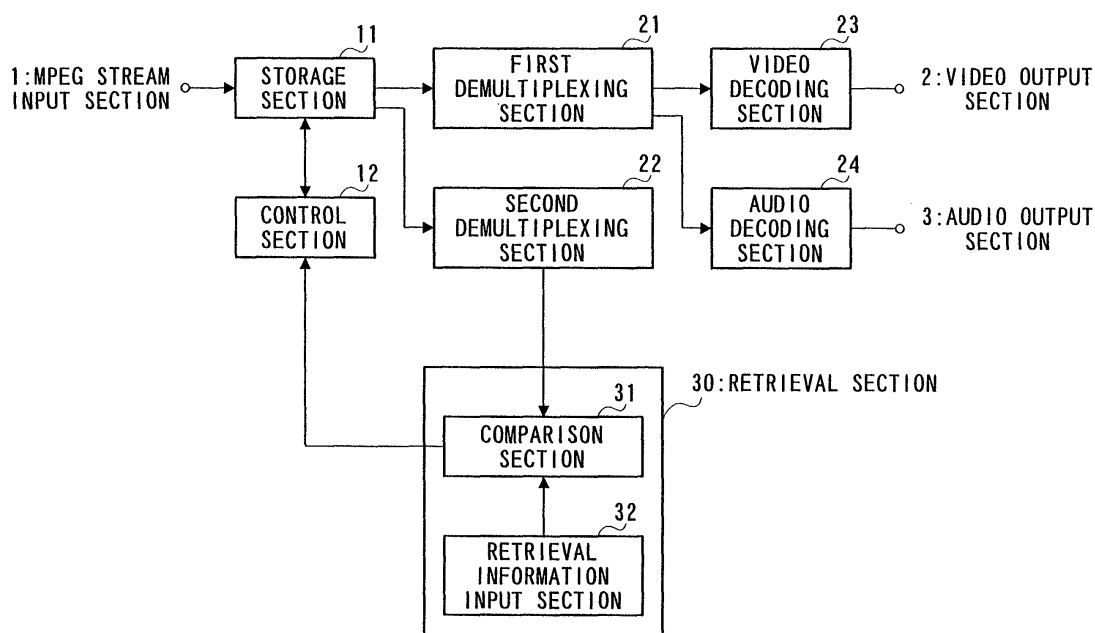 1:MPEG STREAM
INPUT SECTION
11
STORAGE
SECTION
21
FIRST
DEMULTIPLEXING
SECTION
23
VIDEO
DECODING
SECTION
2:VIDEO OUTPUT
SECTION
12
CONTROL
SECTION
22
SECOND
DEMULTIPLEXING
SECTION
24
AUDIO
DECODING
SECTION
3:AUDIO OUTPUT
SECTION
30:RETRIEVAL SECTION
31
COMPARISON
SECTION
32
RETRIEVAL
INFORMATION
INPUT SECTION